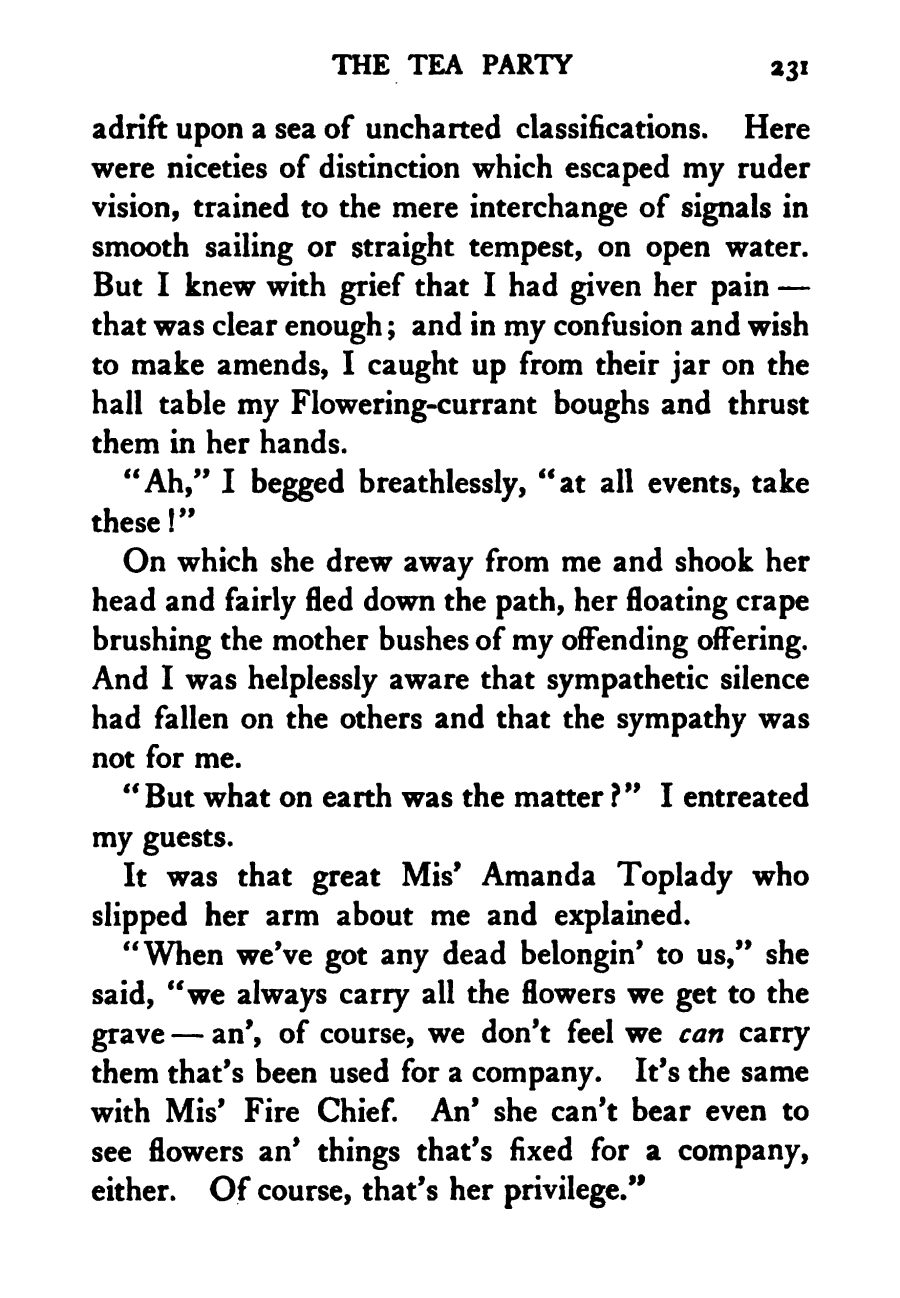 THE TEA PARTY 231
adrift upon a sea of uncharted classifications. Here
were niceties of distinction which escaped my ruder
vision, trained to the mere interchange of signals in
smooth sailing or straight tempest, on open water.
But I knew with grief that I had given her pain —
that was clear enough; and in my confusion and wish
to make amends, I caught up from their jar on the
hall table my Flowering-currant boughs and thrust
them in her hands.
"Ah," I begged breathlessly, "at all events, take
these!"
On which she drew away from me and shook her
head and fairly fled down the path, her floating crape
brushing the mother bushes of my offending offering.
And I was helplessly aware that sympathetic silence
had fallen on the others and that the sympathy was
not for me.
"But what on earth was the matter?" I entreated
my guests.
It was that great Mis' Amanda Toplady who
slipped her arm about me and explained.
"When we've got any dead belongin' to us," she
said, "we always carry all the flowers we get to the
grave — an', of course, we don't feel we can carry
them that's been used for a company. It's the same
with Mis' Fire Chief. An' she can't bear even to
see flowers an' things that's fixed for a company,
either. Of course, that's her privilege."